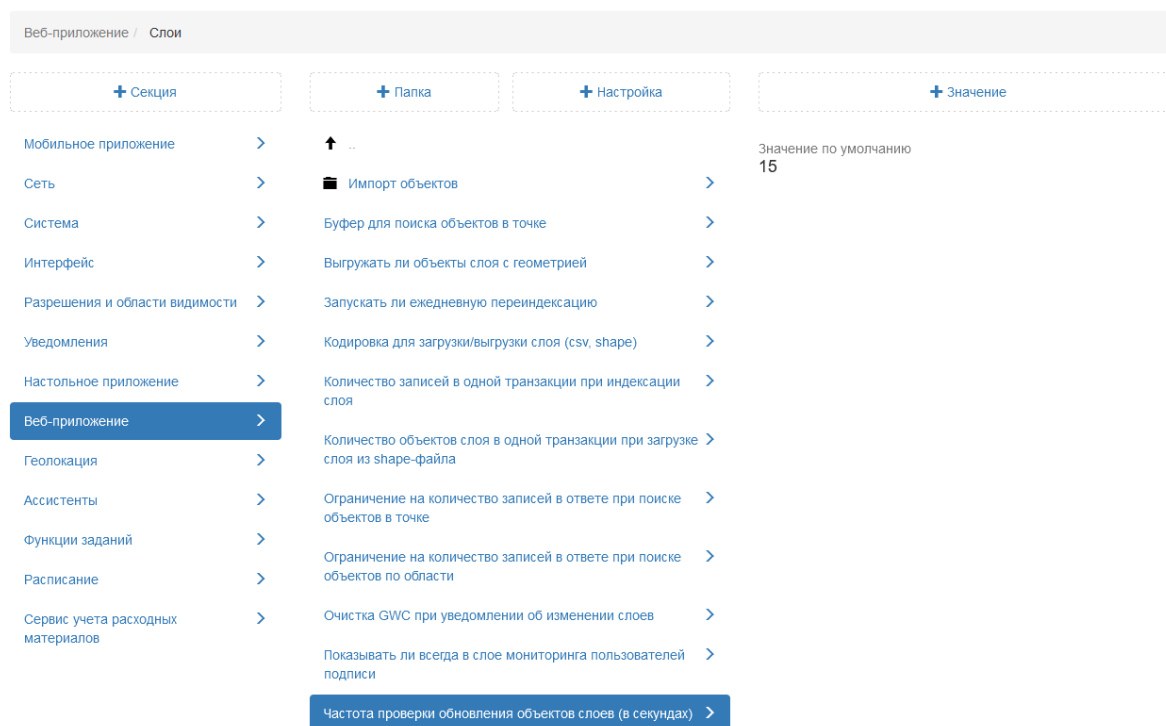 Веб-приложение / Слои
+ Секция
+ Папка
+ Настройка
+ Значение
Мобильное приложение
Сеть
Система
Интерфейс
Разрешения и области видимости
Уведомления
Настольное приложение
Веб-приложение
Геолокация
Ассистенты
Функции заданий
Расписание
Сервис учета расходных
материалов
..
Импорт объектов
Буфер для поиска объектов в точке
Выгружать ли объекты слоя с геометрией
Запускать ли ежедневную переиндексацию
Кодировка для загрузки/выгрузки слоя (csv, shape)
Количество записей в одной транзакции при индексации
слоя
Количество объектов слоя в одной транзакции при загрузке
слоя из shape-файла
Ограничение на количество записей в ответе при поиске
объектов в точке
Ограничение на количество записей в ответе при поиске
объектов по области
Очистка GWC при уведомлении об изменении слоев
Показывать ли всегда в слое мониторинга пользователей
подписи
Частота проверки обновления объектов слоев (в секундах)
Значение по умолчанию
15